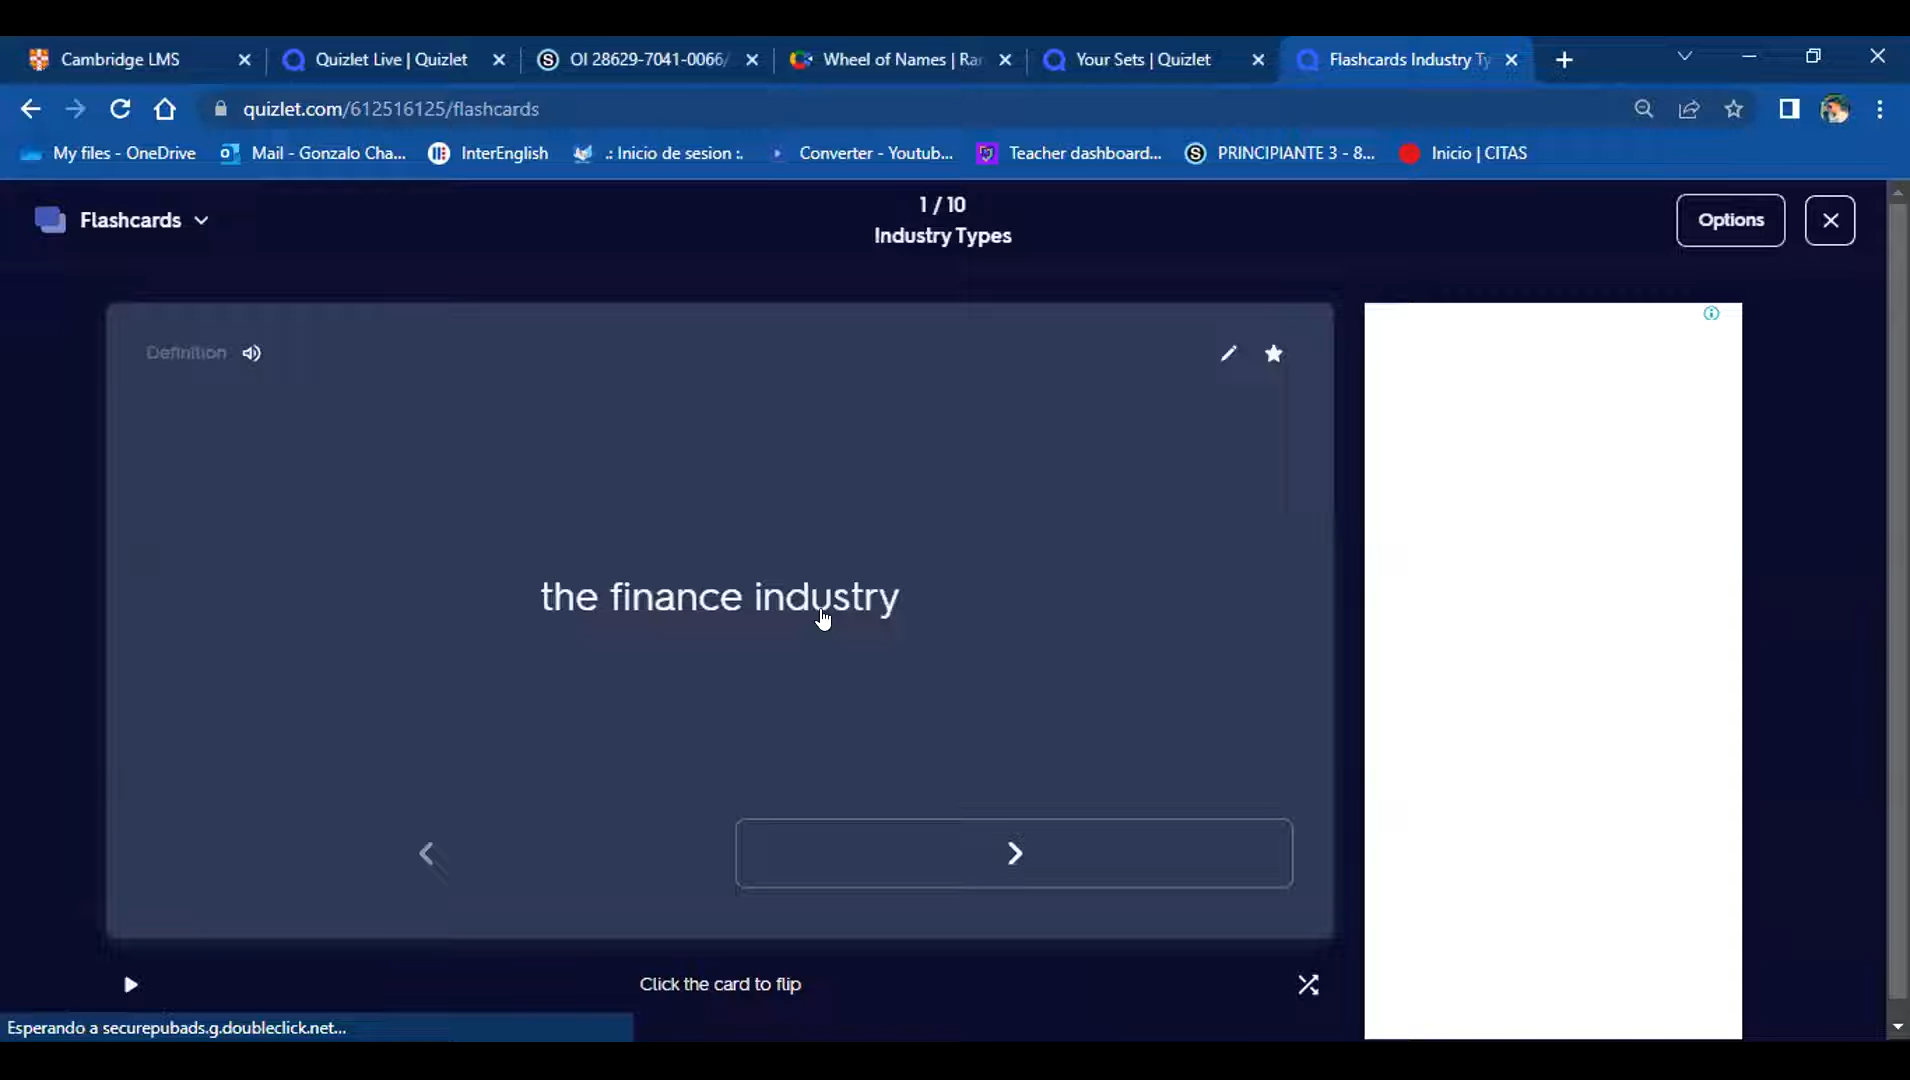 Cambridge LMS
Quizlet Live | Quizlet
OI 28629-7041-0066/
Wheel of Names | Ra
Your Sets | Quizlet
Flashcards Industry Ty
quizlet.com/612516125/flashcards
My files - OneDrive
Mail - Gonzalo Cha...
InterEnglish
.: Inicio de sesion :.
Converter - Youtub...
Teacher dashboard...
PRINCIPIANTE 3 - 8...
Inicio | CITAS
Flashcards
1 / 10
Industry Types
Options
Definition
the finance industry
Click the card to flip
Esperando a securepubads.g.doubleclick.net...